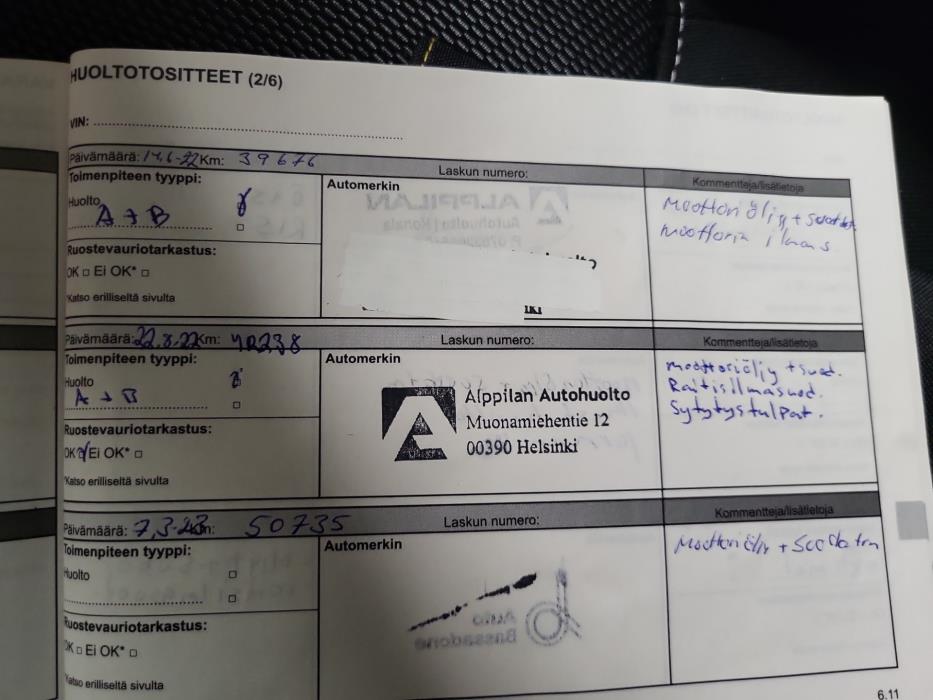 HUOLTOTOSITTEET (2/6)
VIN:
Päivämäärä: 14.6-22 Km: 39676
Laskun numero:
Toimenpiteen tyyppi:
Huolto
A + B
Ruostevauriotarkastus:
OK □ Ei OK* □
Katso erilliseltä sivulta
Automerkin
Kommentteja/lisätietoja
Moottoriöljy +
moottorin
Päivämäärä: 22.8.22 Km: 42238
Laskun numero:
Toimenpiteen tyyppi:
Huolto
A + B
Ruostevauriotarkastus:
OK Ei OK* □
Katso erilliseltä sivulta
Automerkin
Alppilan Autohuolto
Muonamiehentie 12
00390 Helsinki
Kommentteja/lisätietoja
moottoriöljy + suod.
Raitisilmasuod.
Sytytystulpat.
Päivämäärä: 7,3-23 Km: 50735
Laskun numero:
Toimenpiteen tyyppi:
Huolto
Ruostevauriotarkastus:
OK □ Ei OK* □
Katso erilliseltä sivulta
Automerkin
Auto
Bassadone
Kommentteja/lisätietoja
Moottoriöljy +
6.11